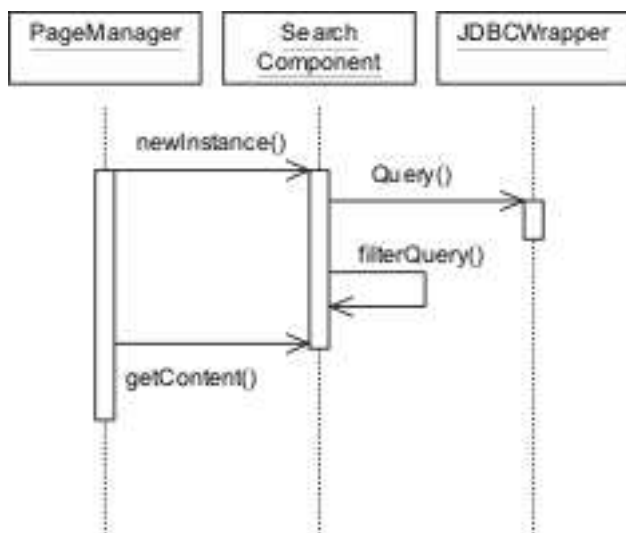 PageManager
Search
Component
JDBCWrapper
newInstance()
Query()
filterQuery()
getContent()